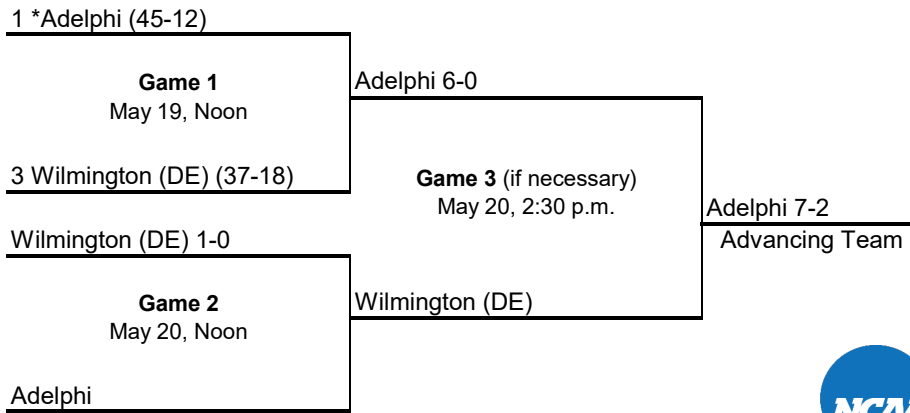 1 *Adelphi (45-12)
Game 1
May 19, Noon
Adelphi 6-0
3 Wilmington (DE) (37-18)
Game 3 (if necessary)
May 20, 2:30 p.m.
Adelphi 7-2
Advancing Team
Wilmington (DE) 1-0
Game 2
May 20, Noon
Wilmington (DE)
Adelphi